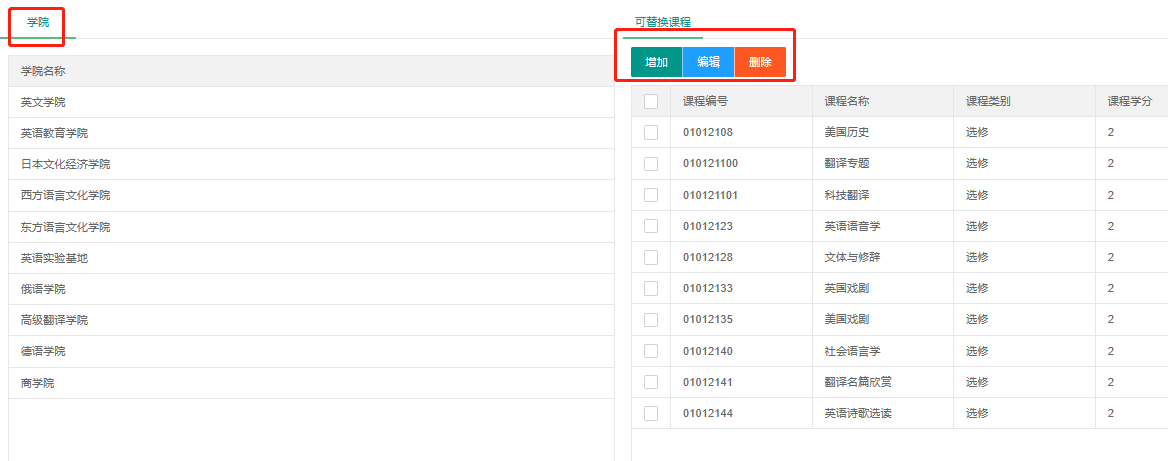 学院
学院名称
英文学院
英语教育学院
日本文化经济学院
西方语言文化学院
东方语言文化学院
英语实验基地
俄语学院
高级翻译学院
德语学院
商学院
可替换课程
增加 编辑 删除
课程编号 课程名称 课程类别 课程学分
01012108 美国历史 选修 2
010121100 翻译专题 选修 2
010121101 科技翻译 选修 2
01012123 英语语音学 选修 2
01012128 文体与修辞 选修 2
01012133 英国戏剧 选修 2
01012135 美国戏剧 选修 2
01012140 社会语言学 选修 2
01012141 翻译名篇欣赏 选修 2
01012144 英语诗歌选读 选修 2